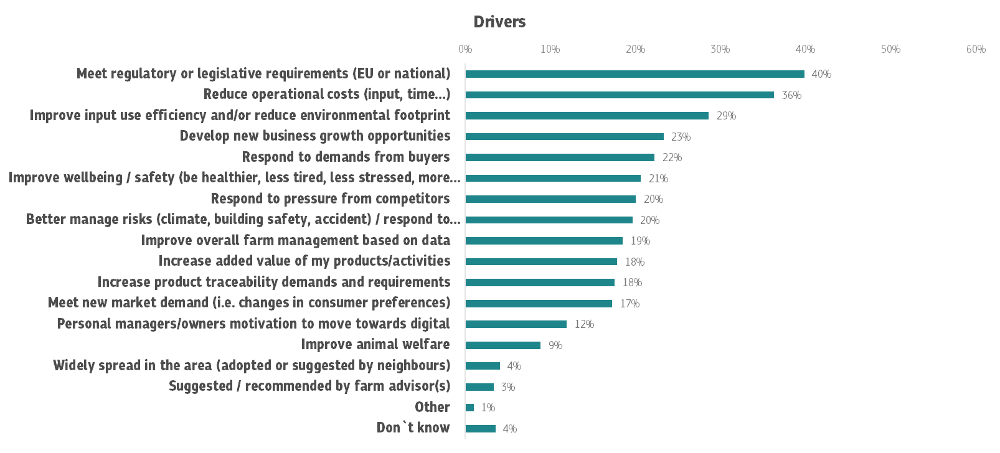 Drivers
0% 10% 20% 30% 40% 50% 60%
Meet regulatory or legislative requirements (EU or national) 40%
Reduce operational costs (input, time...) 36%
Improve input use efficiency and/or reduce environmental footprint 29%
Develop new business growth opportunities 23%
Respond to demands from buyers 22%
Improve wellbeing / safety (be healthier, less tired, less stressed, more... 21%
Respond to pressure from competitors 20%
Better manage risks (climate, building safety, accident) / respond to... 20%
Improve overall farm management based on data 19%
Increase added value of my products/activities 18%
Increase product traceability demands and requirements 18%
Meet new market demand (i.e. changes in consumer preferences) 17%
Personal managers/owners motivation to move towards digital 12%
Improve animal welfare 9%
Widely spread in the area (adopted or suggested by neighbours) 4%
Suggested / recommended by farm advisor(s) 3%
Other 1%
Don`t know 4%